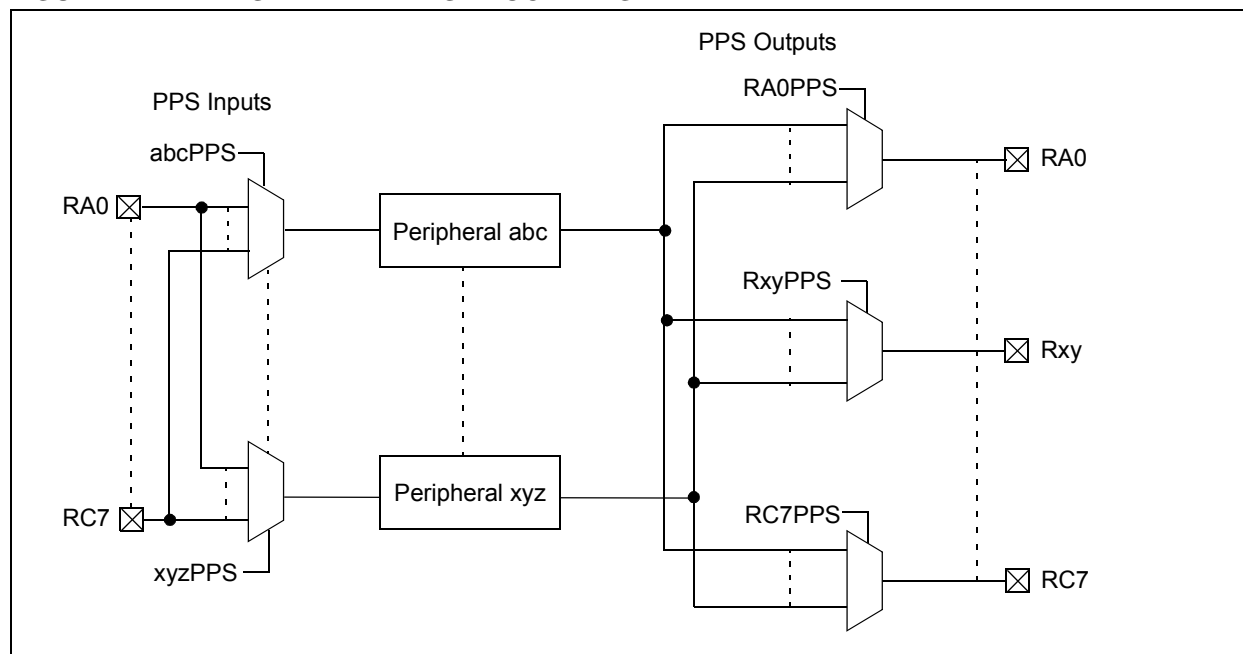 PPS Outputs
RA0PPS
PPS Inputs
abcPPS
RA0
Peripheral abc
RA0
RxyPPS
Rxy
RC7
Peripheral xyz
RC7PPS
xyzPPS
RC7